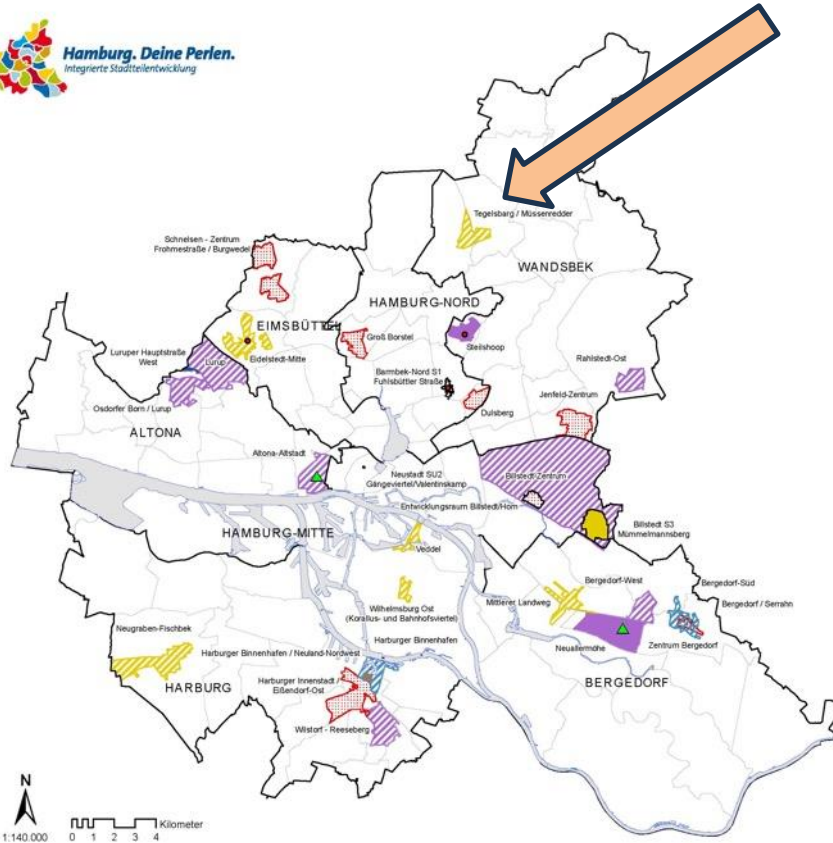 Hamburg. Deine Perlen.
Integrierte Stadtteilentwicklung
Tegelsbarg / Müssenredder
Schnelsen - Zentrum
Frohmestraße / Burgwedel
WANDSBEK
HAMBURG-NORD
EIMSBÜTTEL
Groß Borstel
Steilshoop
Luruper Hauptstraße
West
Lurup
Eidelstedt-Mitte
Rahlstedt-Ost
Barmbek-Nord S1
Fuhlsbüttler Straße
Osdorfer Born / Lurup
Dulsberg
Jenfeld-Zentrum
ALTONA
Altona-Altstadt
Neustadt SU2
Gängeviertel/Valentinskamp
Billstedt-Zentrum
Entwicklungsraum Billstedt/Horn
HAMBURG-MITTE
Billstedt S3
Mümmelmannsberg
Veddel
Bergedorf-West
Bergedorf-Süd
Wilhelmsburg Ost
(Korallus- und Bahnhofsviertel)
Mittlerer Landweg
Bergedorf / Serrahn
Neugraben-Fischbek
Harburger Binnenhafen
Harburger Binnenhafen / Neuland-Nordwest
Neuallermöhe
Zentrum Bergedorf
HARBURG
Harburger Innenstadt /
Eißendorf-Ost
BERGEDORF
Wilstorf - Reeseberg
N
1:140.000
Kilometer
0 1 2 3 4